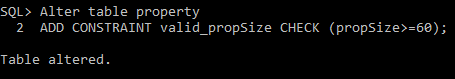 SQL> Alter table property
  2  ADD CONSTRAINT valid_propSize CHECK (propSize>=60);
Table altered.